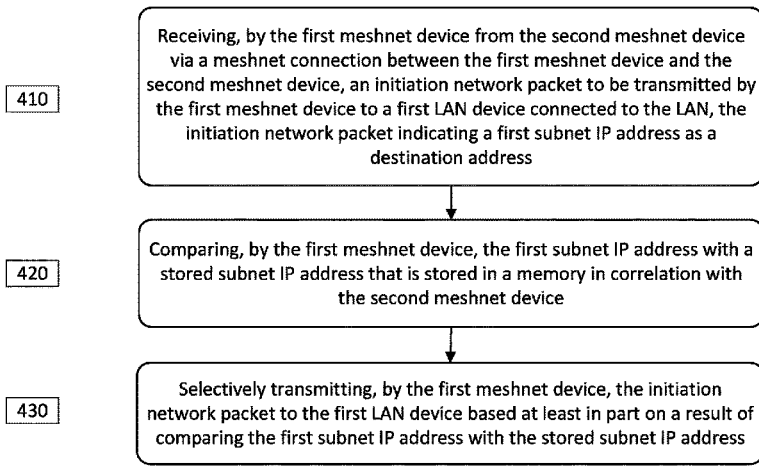 410
Receiving, by the first meshnet device from the second meshnet device
via a meshnet connection between the first meshnet device and the
second meshnet device, an initiation network packet to be transmitted by
the first meshnet device to a first LAN device connected to the LAN, the
initiation network packet indicating a first subnet IP address as a
destination address
420
Comparing, by the first meshnet device, the first subnet IP address with a
stored subnet IP address that is stored in a memory in correlation with
the second meshnet device
430
Selectively transmitting, by the first meshnet device, the initiation
network packet to the first LAN device based at least in part on a result of
comparing the first subnet IP address with the stored subnet IP address